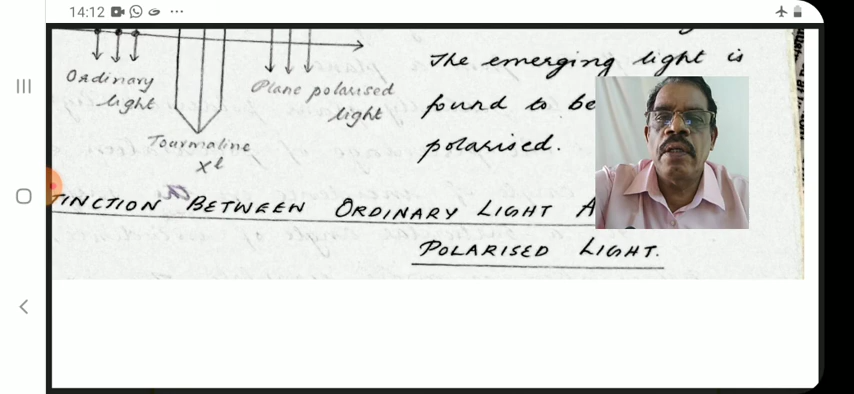 14:12
The emerging light is
Ordinary
light
Plane polarised
light
found to be
Tourmaline
xl
polarised.
TINCTION BETWEEN ORDINARY LIGHT A
POLARISED LIGHT.